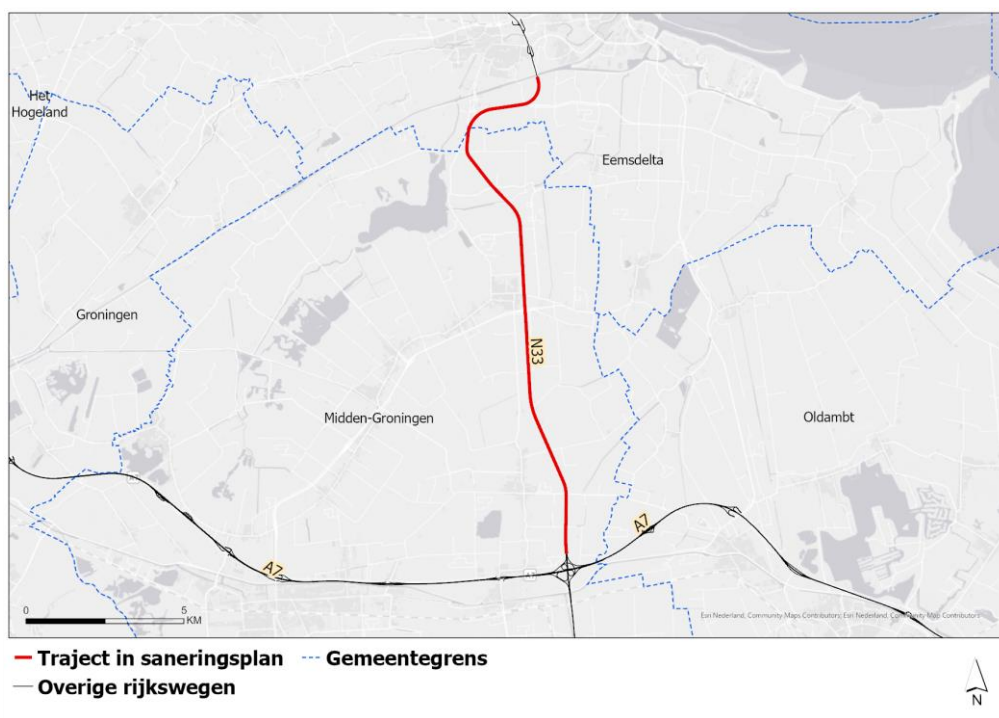 Het
Hogeland
Eemsdelta
Groningen
N33
Midden-Groningen
Oldambt
A7
A7
0 5
KM
Esri Nederland, Community Maps Contributors; Esri Nederland, Community Map Contributors
Traject in saneringsplan
Gemeentegrens
Overige rijkswegen
N